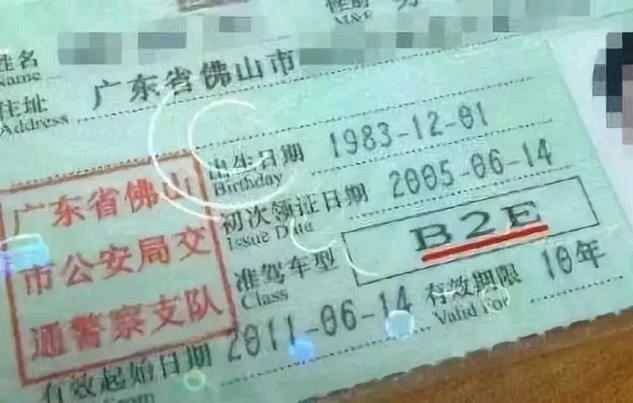 姓名
Name
性别 男
M&F
住址 广东省佛山市
Address
出生日期 1983-12-01
Birthday
初次领证日期 2005-06-14
Issue Date
准驾车型 B2E
Class
有效起始日期 2011-06-14 有效期限 10年
Valid For
广东省佛山
市公安局交
通警察支队